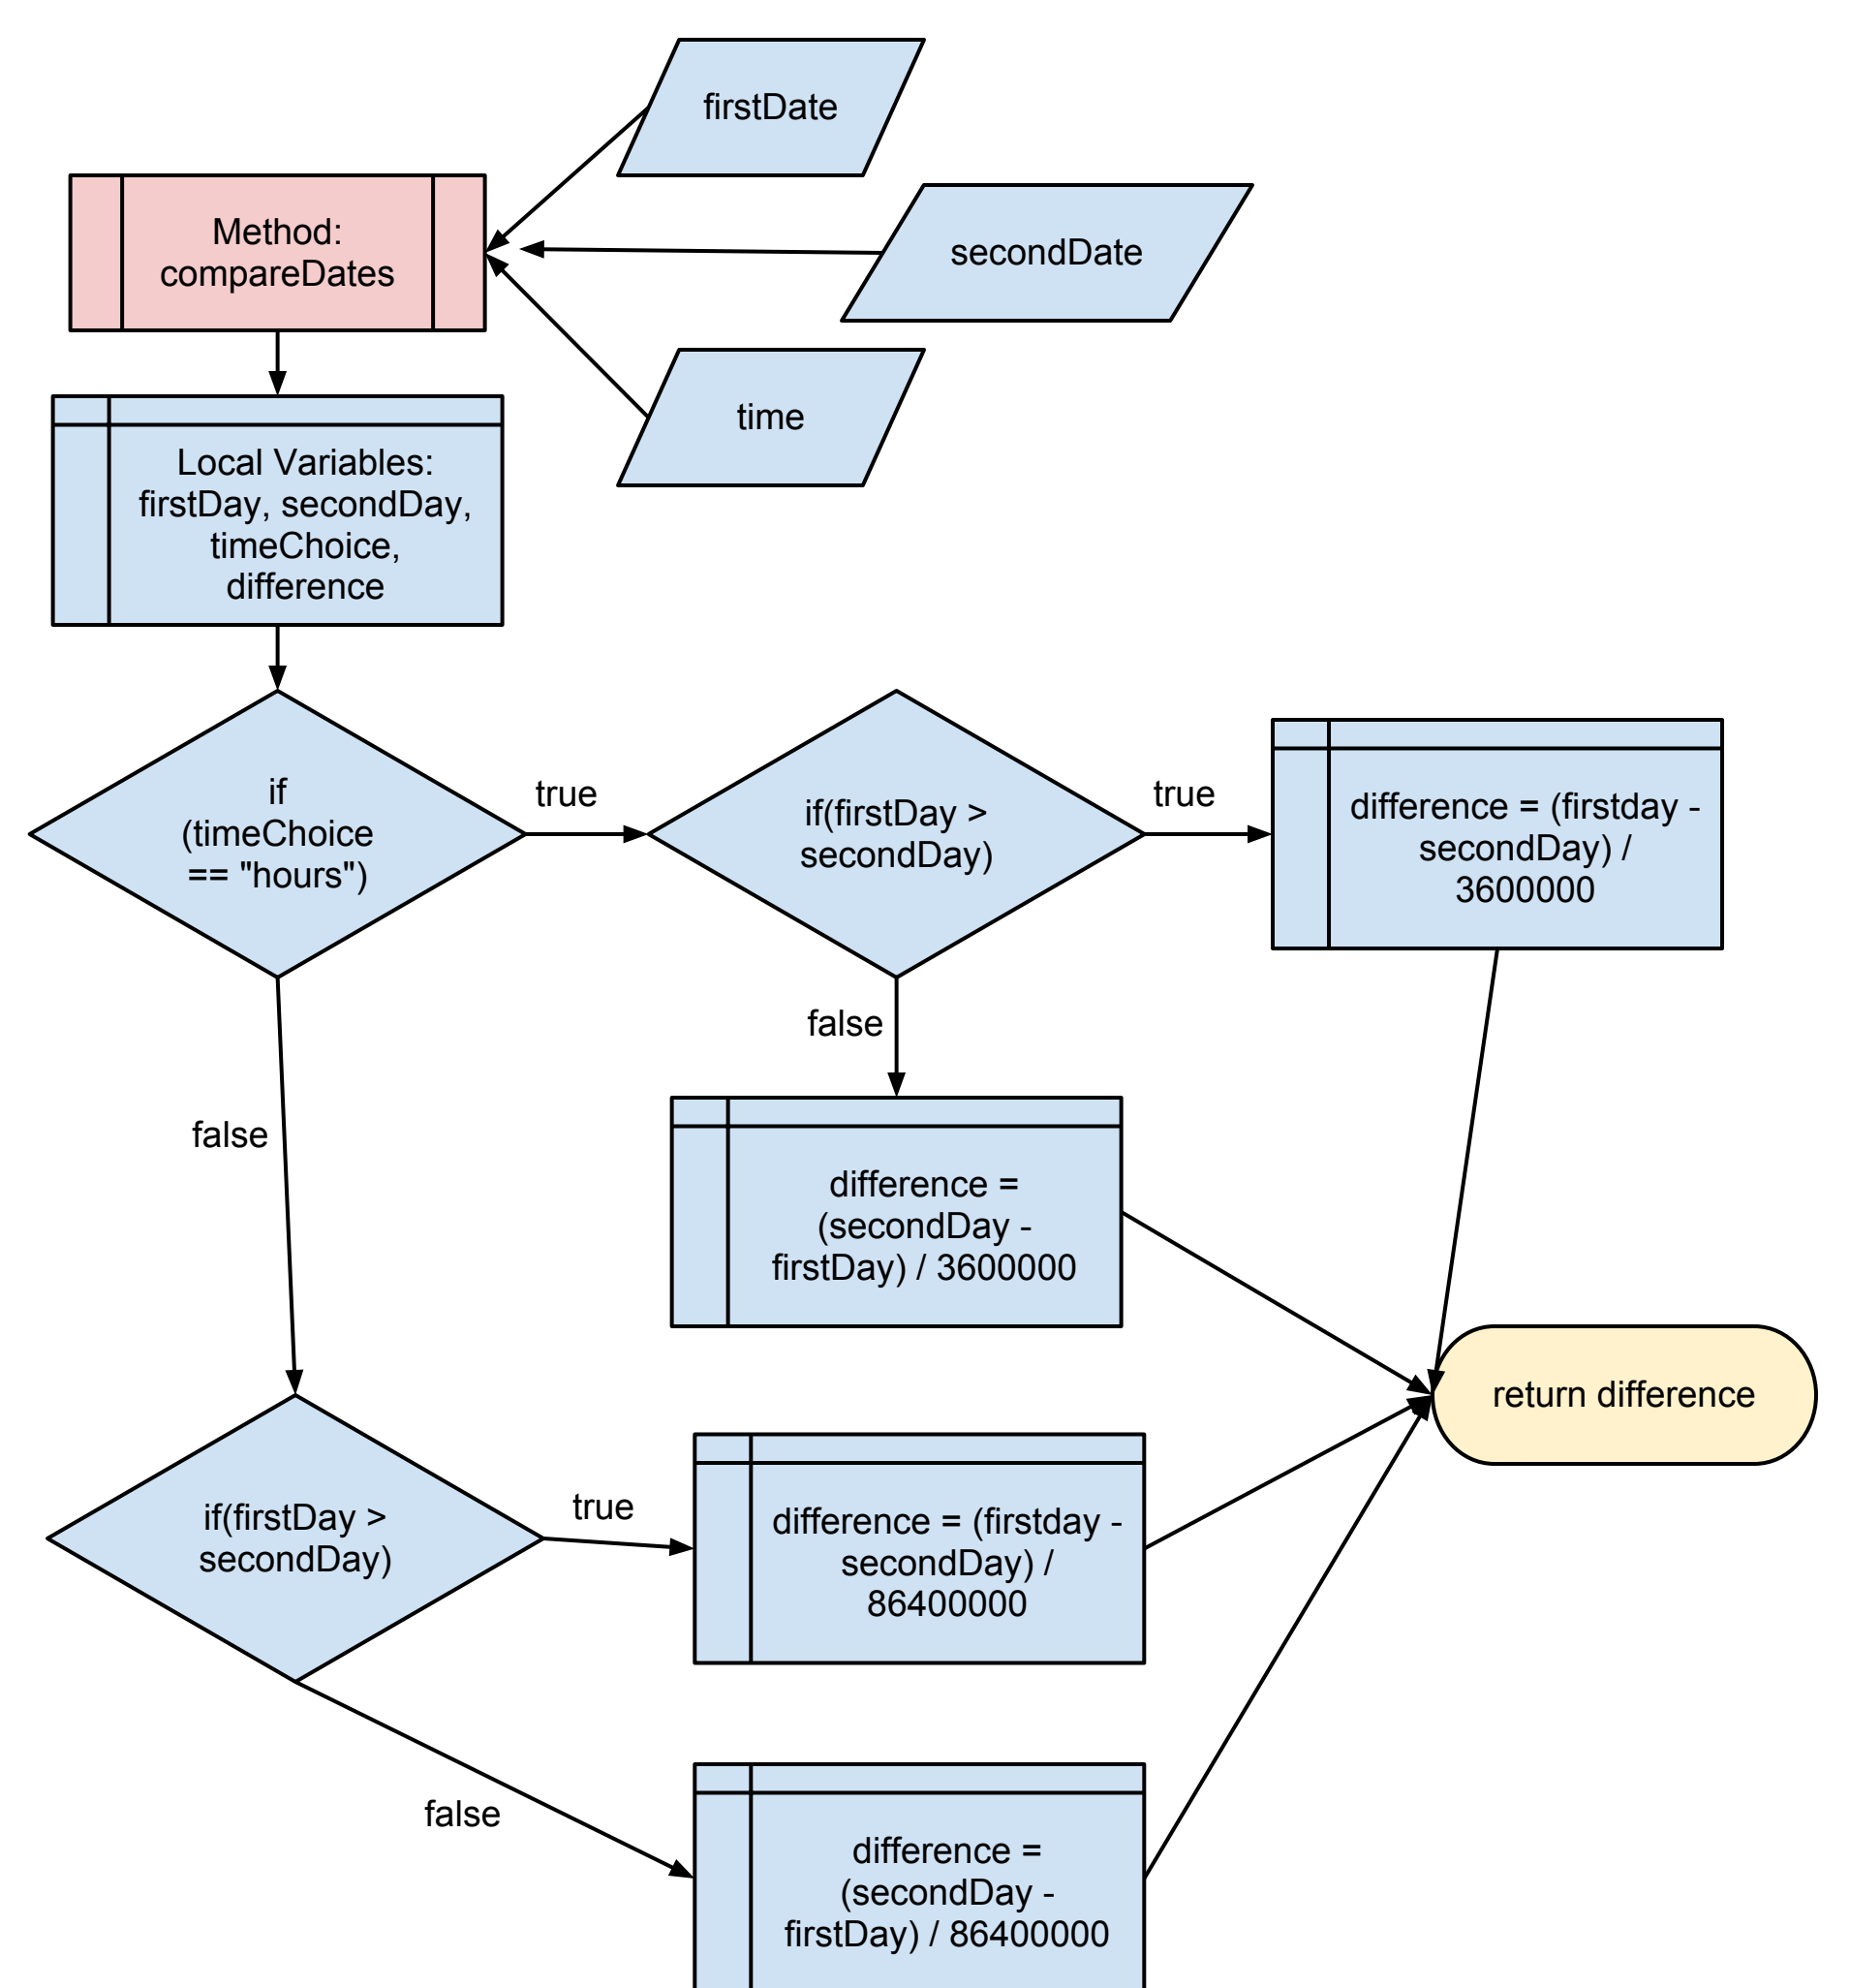 firstDate
Method:
compareDates
secondDate
time
Local Variables:
firstDay, secondDay,
timeChoice,
difference
if
(timeChoice
== "hours")
true
if(firstDay >
secondDay)
true
difference = (firstday -
secondDay) /
3600000
false
false
difference =
(secondDay -
firstDay) / 3600000
return difference
if(firstDay >
secondDay)
true
difference = (firstday -
secondDay) /
86400000
false
difference =
(secondDay -
firstDay) / 86400000